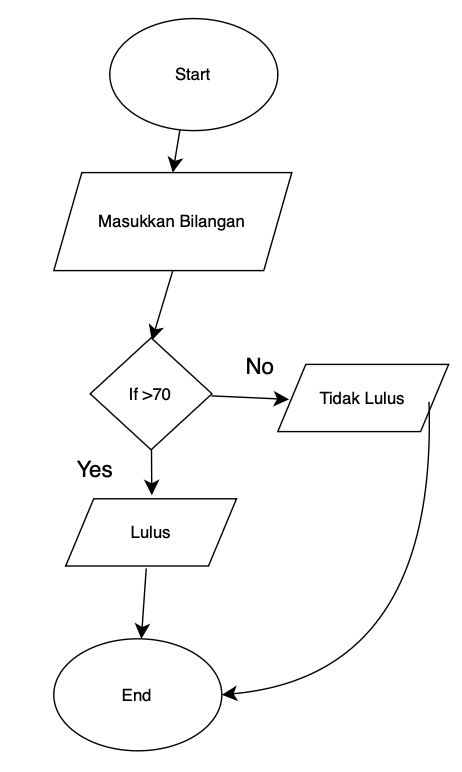 Start
Masukkan Bilangan
If >70
No
Tidak Lulus
Yes
Lulus
End